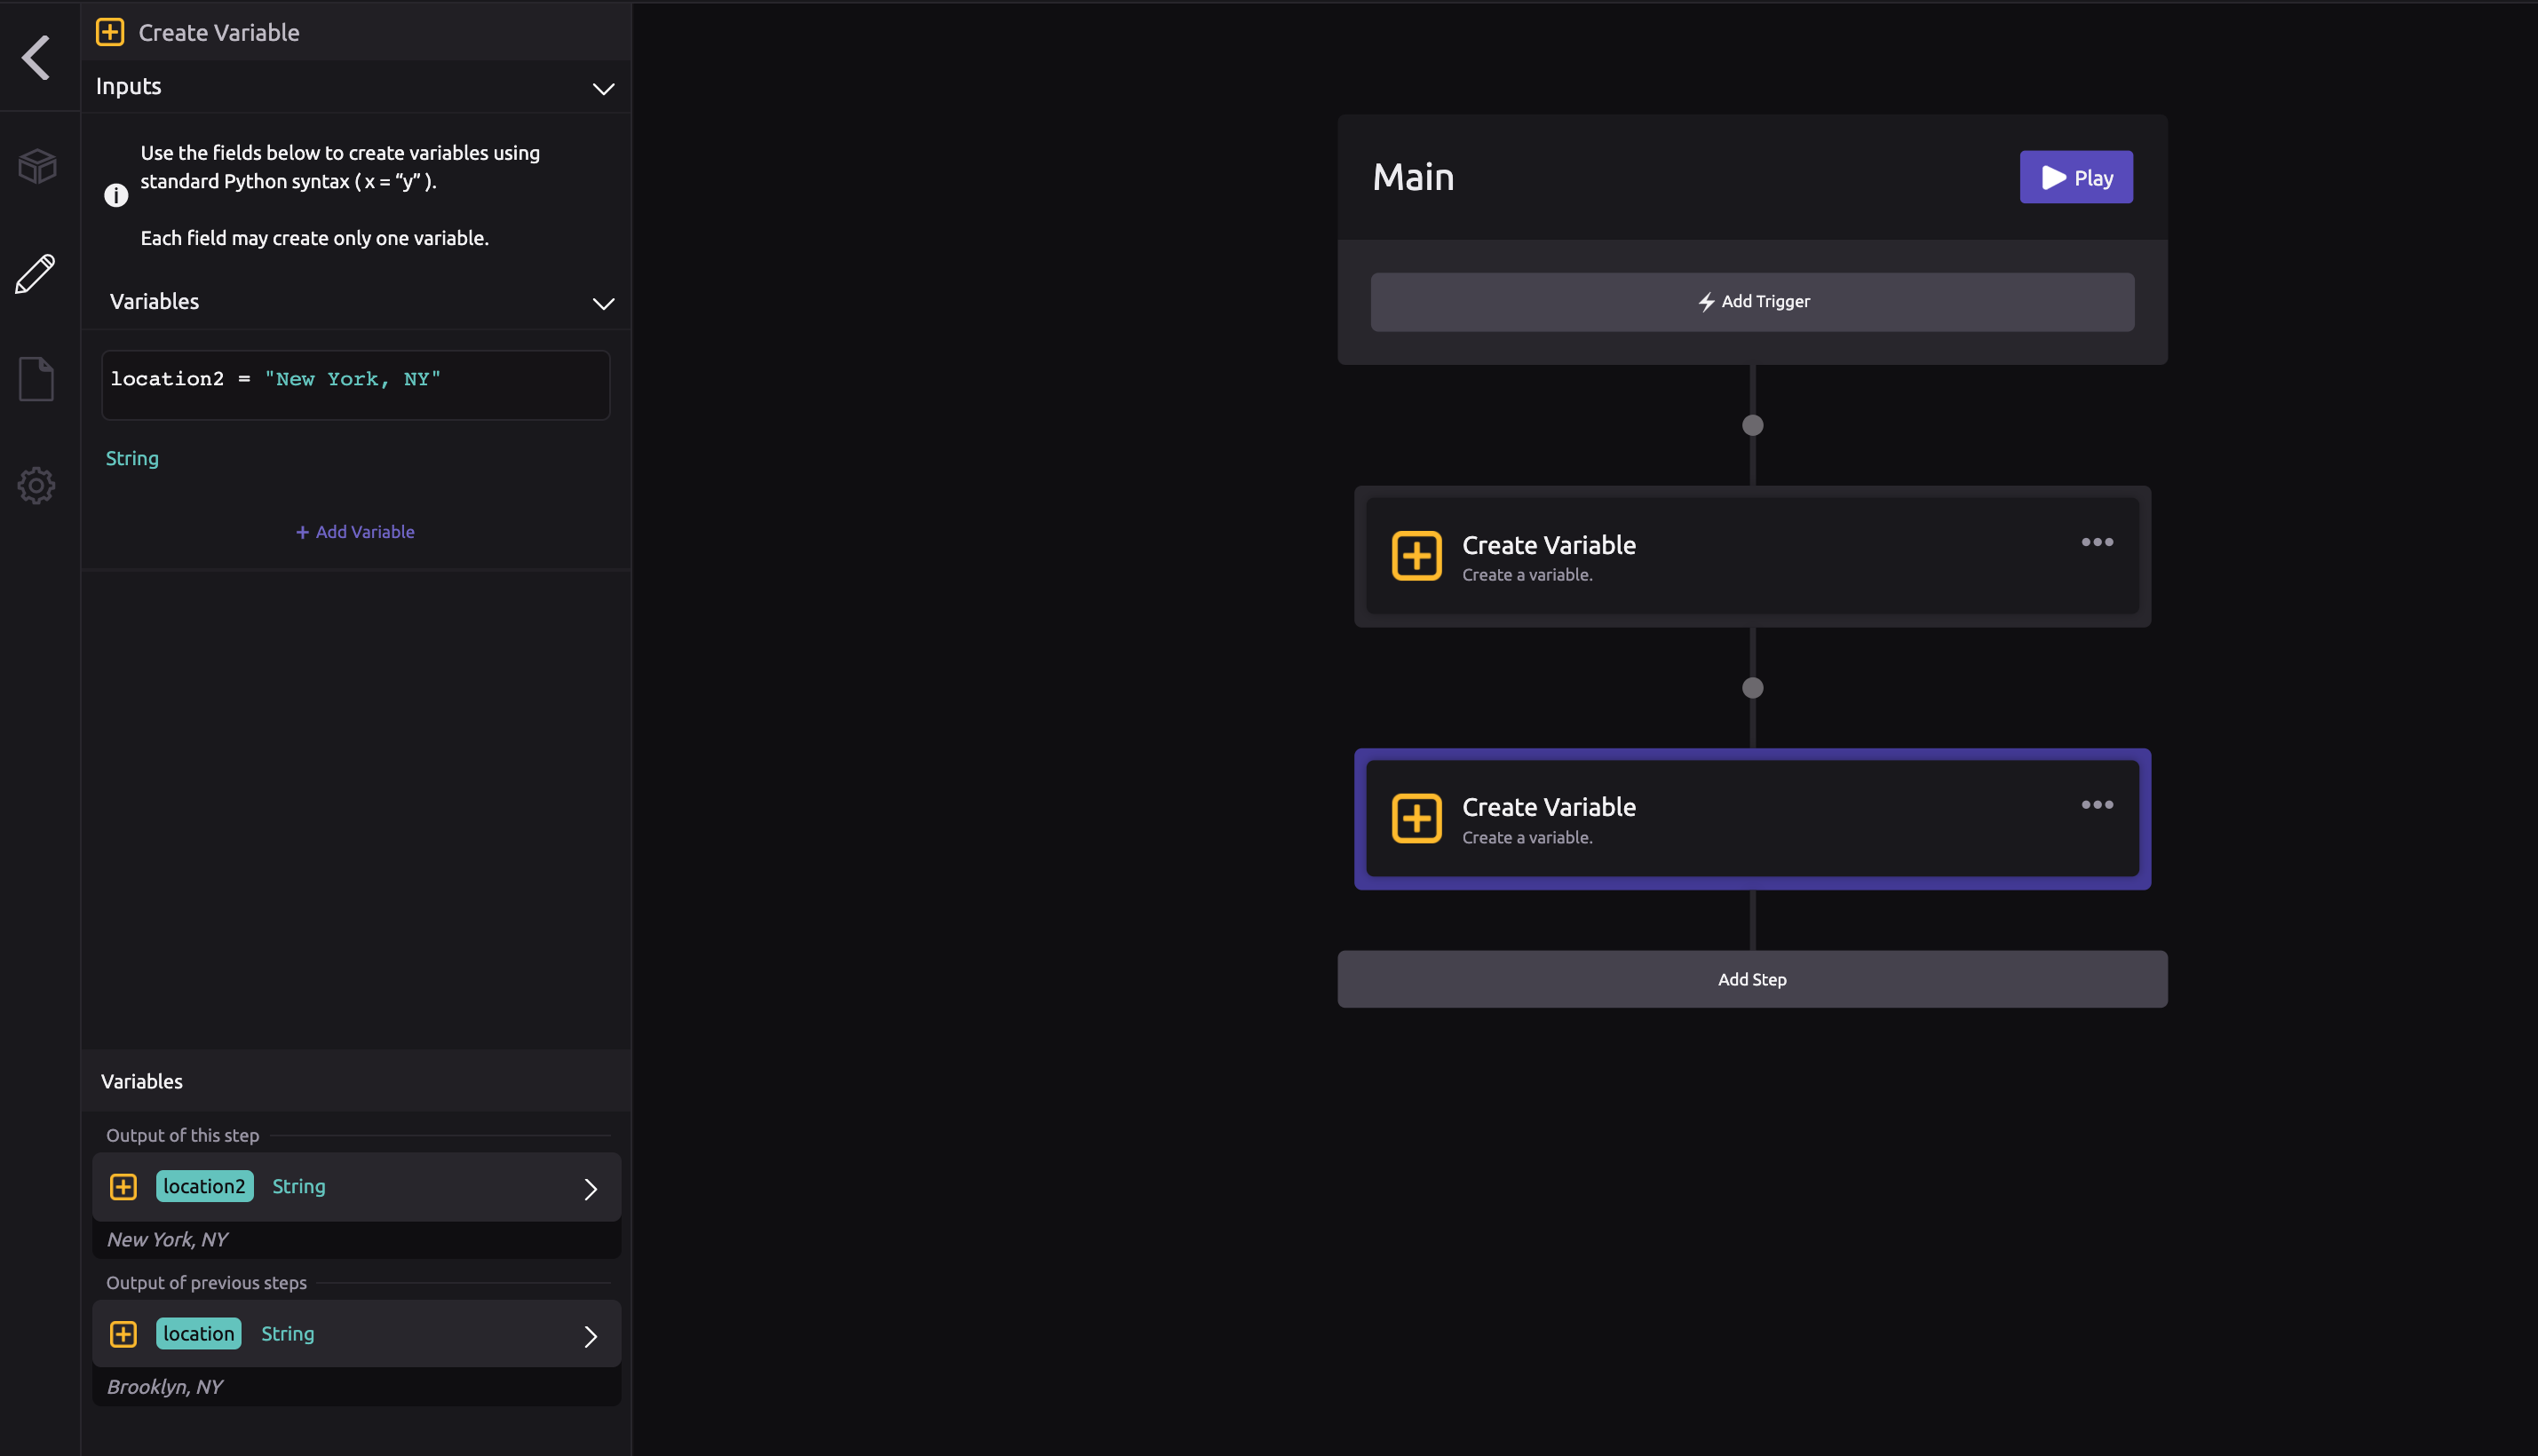 Create Variable
Inputs
Use the fields below to create variables using
standard Python syntax ( x = “y” ).
Each field may create only one variable.
Variables
location2 = "New York, NY"
String
+ Add Variable
Variables
Output of this step
location2 String
New York, NY
Output of previous steps
location String
Brooklyn, NY
Main
Play
Add Trigger
Create Variable
Create a variable.
Create Variable
Create a variable.
Add Step